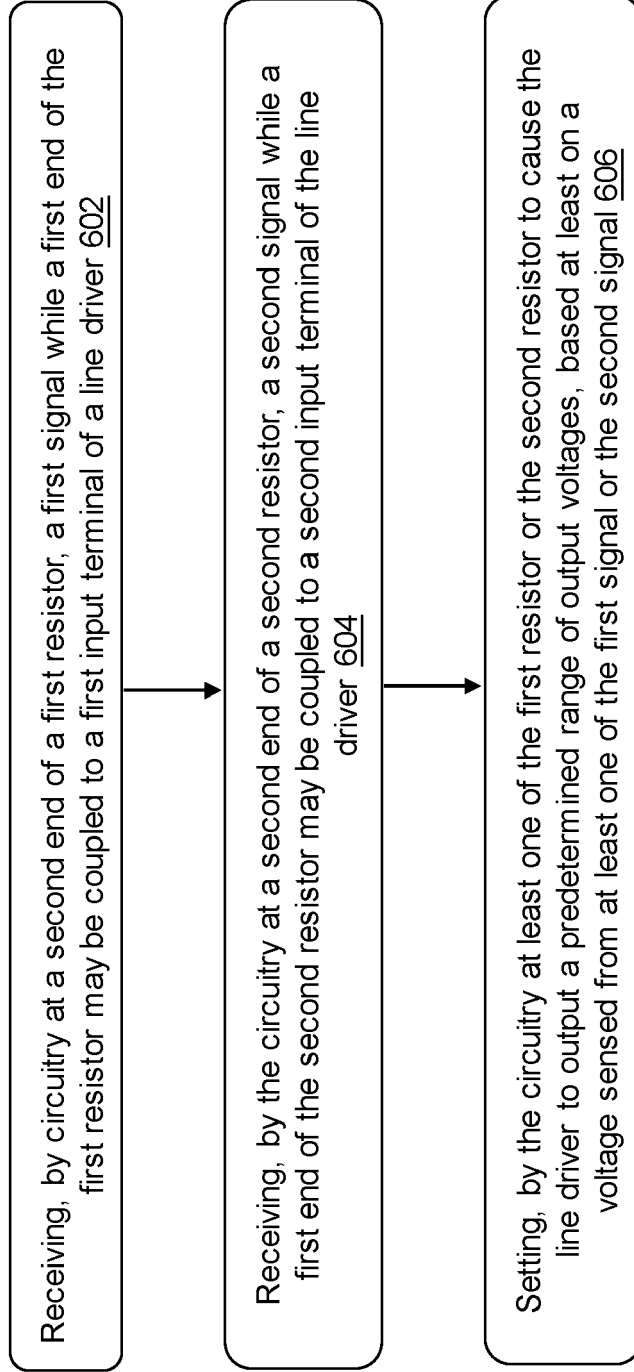 Receiving, by circuitry at a second end of a first resistor, a first signal while a first end of the
first resistor may be coupled to a first input terminal of a line driver 602
Receiving, by the circuitry at a second end of a second resistor, a second signal while a
first end of the second resistor may be coupled to a second input terminal of the line
driver 604
Setting, by the circuitry at least one of the first resistor or the second resistor to cause the
line driver to output a predetermined range of output voltages, based at least on a
voltage sensed from at least one of the first signal or the second signal 606